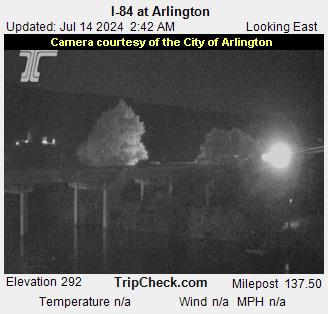 I-84 at Arlington
Updated: Jul 14 2024 2:42 AM Looking East
Camera courtesy of the City of Arlington
Elevation 292 TripCheck.com Milepost 137.50
Temperature n/a Wind n/a MPH n/a